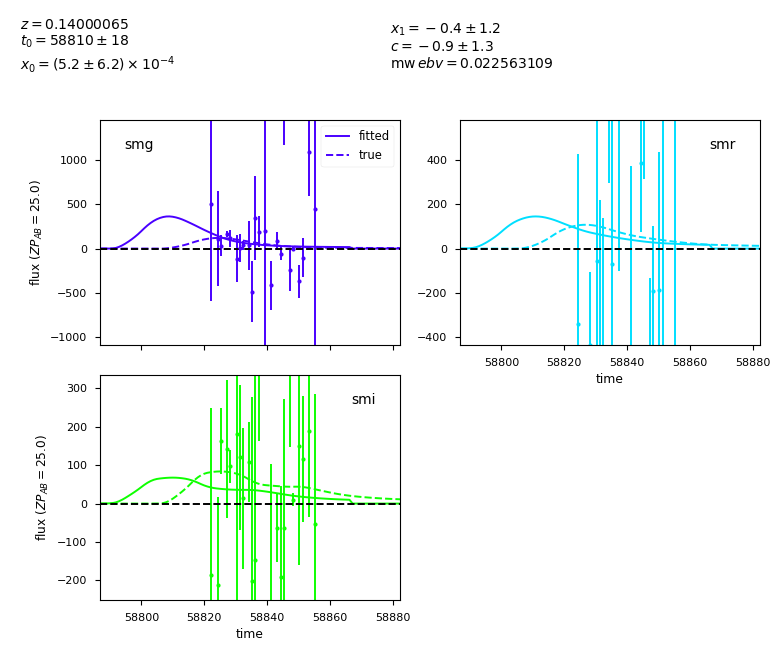 z = 0.14000065
t₀ = 58810 ± 18
x₀ = (5.2 ± 6.2) × 10⁻⁴
x₁ = −0.4 ± 1.2
c = −0.9 ± 1.3
mw ebv = 0.022563109
smg
fitted
true
1000
500
0
−500
−1000
flux (ZP_AB = 25.0)
smr
400
200
0
−200
−400
58800 58820 58840 58860 58880
time
smi
300
200
100
0
−100
−200
flux (ZP_AB = 25.0)
58800 58820 58840 58860 58880
time